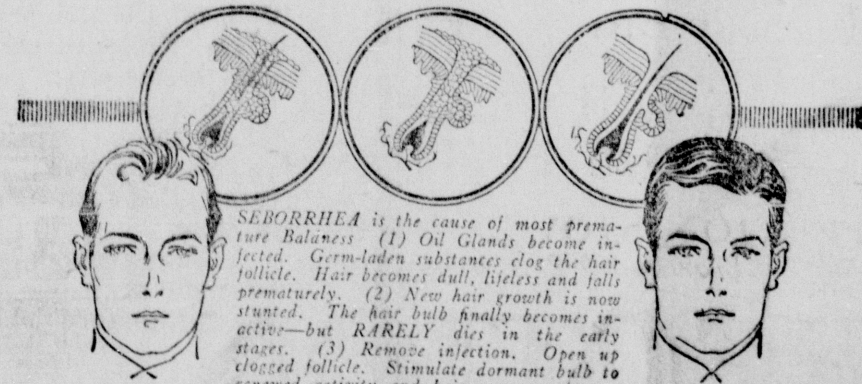 SEBORRHEA is the cause of most prema-
ture Baldness (1) Oil Glands become in-
fected. Germ-laden substances clog the hair
follicle. Hair becomes dull, lifeless and falls
prematurely. (2) New hair growth is now
stunted. The hair bulb finally becomes in-
active—but RARELY dies in the early
stages. (3) Remove infection. Open up
clogged follicle. Stimulate dormant bulb to